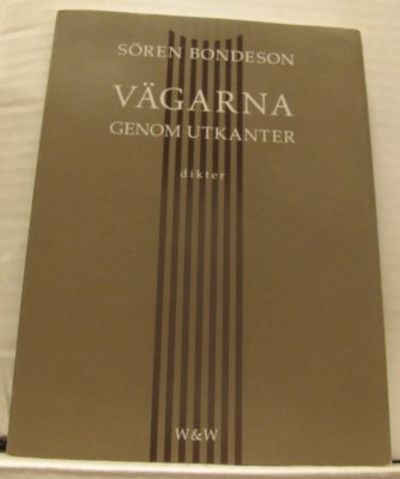 SÖREN BONDESON
VÄGARNA
GENOM UTKANTER
dikter
W&W